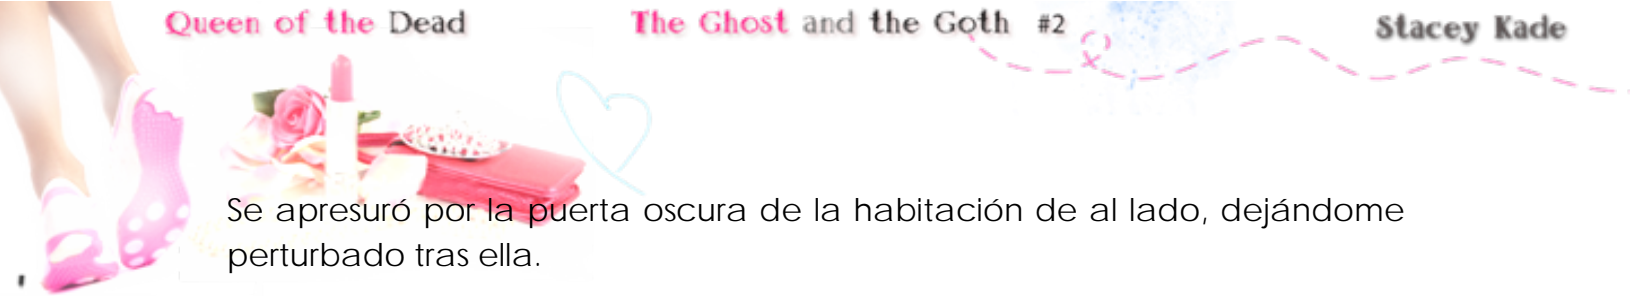 Queen of the Dead The Ghost and the Goth #2 Stacey Kade
Se apresuró por la puerta oscura de la habitación de al lado, dejándome
perturbado tras ella.